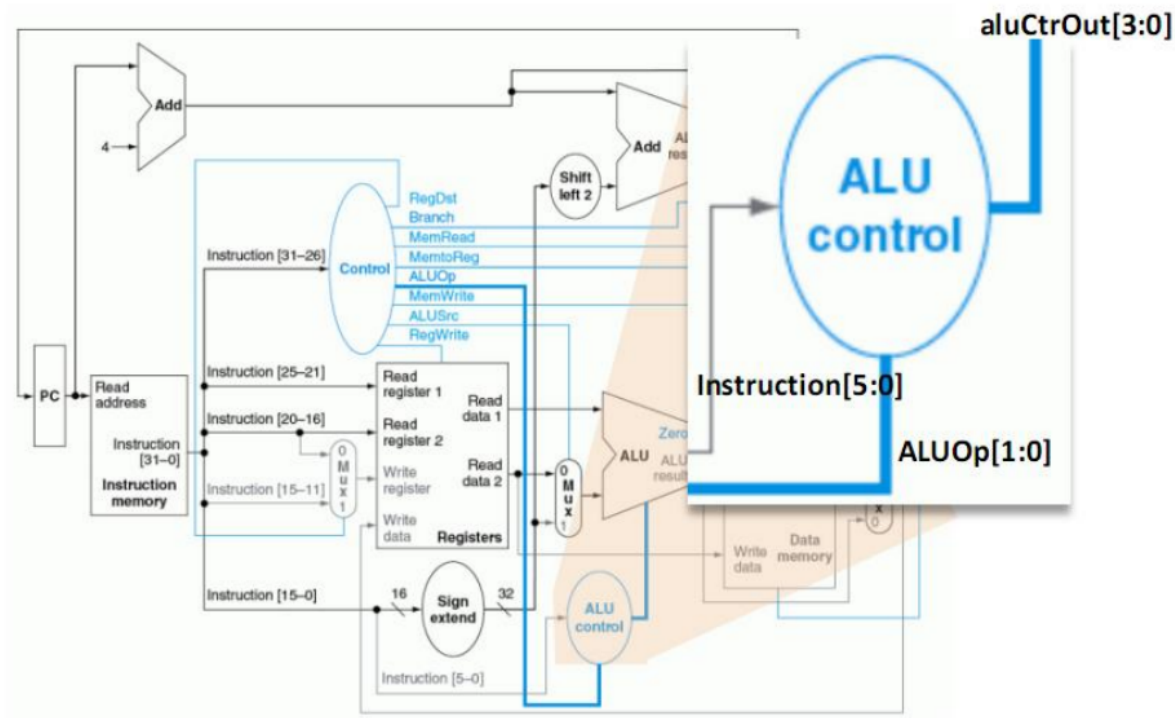 aluCtrOut[3:0]
Add
4
Add
Shift
left 2
ALU
control
RegDst
Branch
MemRead
MemtoReg
ALUOp
MemWrite
ALUSrc
RegWrite
Instruction [31–26]
Control
Instruction[5:0]
ALUOp[1:0]
PC
Read
address
Instruction
[31–0]
Instruction
memory
Instruction [25–21]
Instruction [20–16]
Instruction [15–11]
0
M
u
x
1
Read
register 1
Read
register 2
Write
register
Write
data
Registers
Read
data 1
Read
data 2
0
M
u
x
1
Zero
ALU
ALU
result
Write
data
Data
memory
x
0
Instruction [15–0]
16
Sign
extend
32
ALU
control
Instruction [5–0]